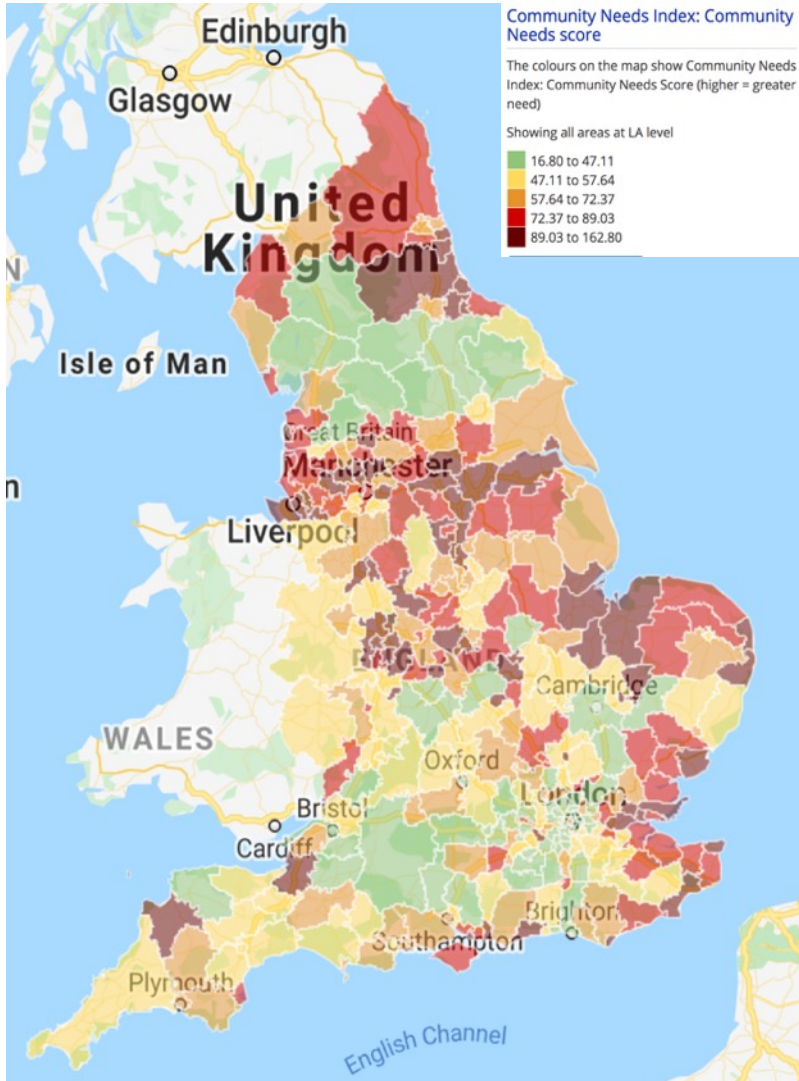 Community Needs Index: Community
Needs score
The colours on the map show Community Needs
Index: Community Needs Score (higher = greater
need)
Showing all areas at LA level
16.80 to 47.11
47.11 to 57.64
57.64 to 72.37
72.37 to 89.03
89.03 to 162.80
Edinburgh
Glasgow
United
Kingdom
N
Isle of Man
Great Britain
Manchester
n
Liverpool
ENGLAND
Cambridge
WALES
Oxford
London
Bristol
Cardiff
Brighton
Southampton
Plymouth
English Channel